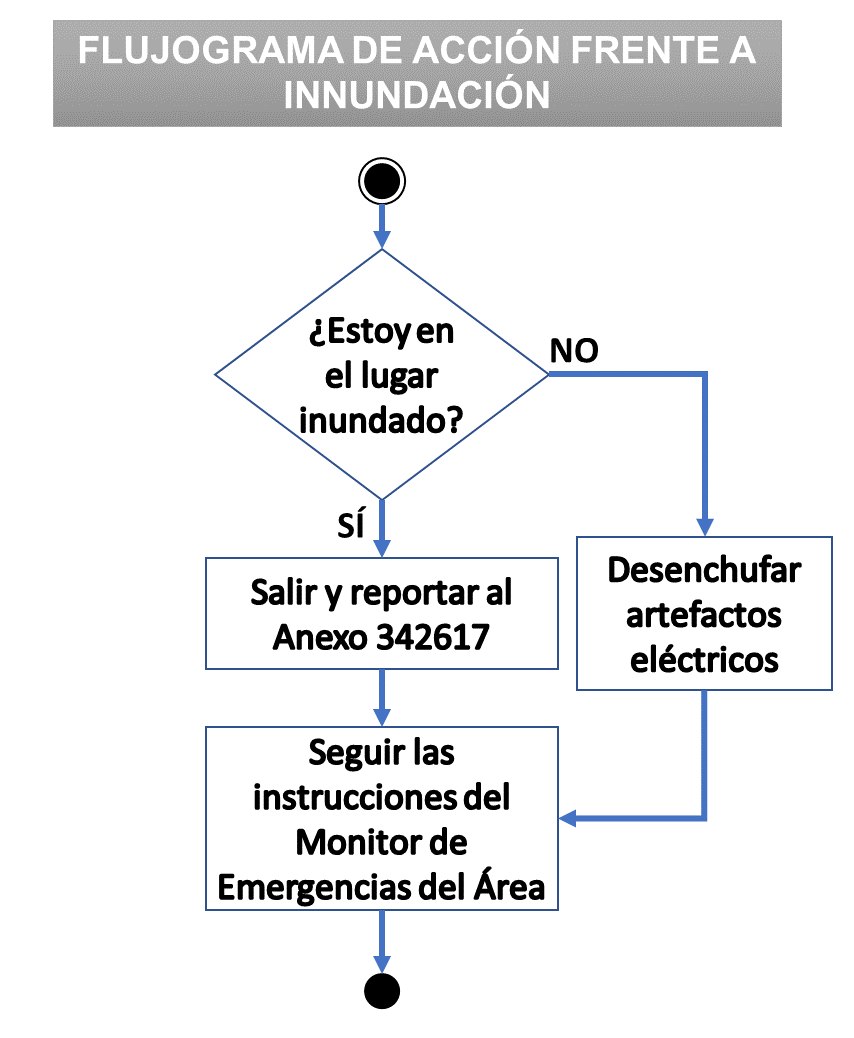 FLUJOGRAMA DE ACCIÓN FRENTE A
INNUNDACIÓN
¿Estoy en
el lugar
inundado?
NO
SÍ
Salir y reportar al
Anexo 342617
Desenchufar
artefactos
eléctricos
Seguir las
instrucciones del
Monitor de
Emergencias del Área